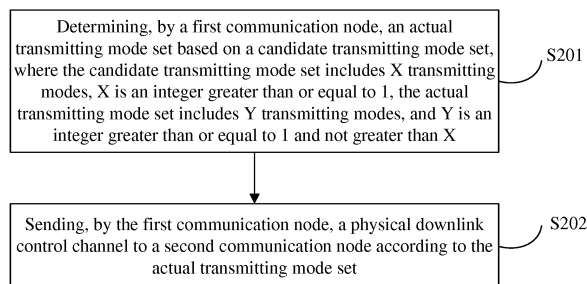 Determining, by a first communication node, an actual
transmitting mode set based on a candidate transmitting mode set,
where the candidate transmitting mode set includes X transmitting
modes, X is an integer greater than or equal to 1, the actual
transmitting mode set includes Y transmitting modes, and Y is an
integer greater than or equal to 1 and not greater than X
S201
Sending, by the first communication node, a physical downlink
control channel to a second communication node according to the
actual transmitting mode set
S202